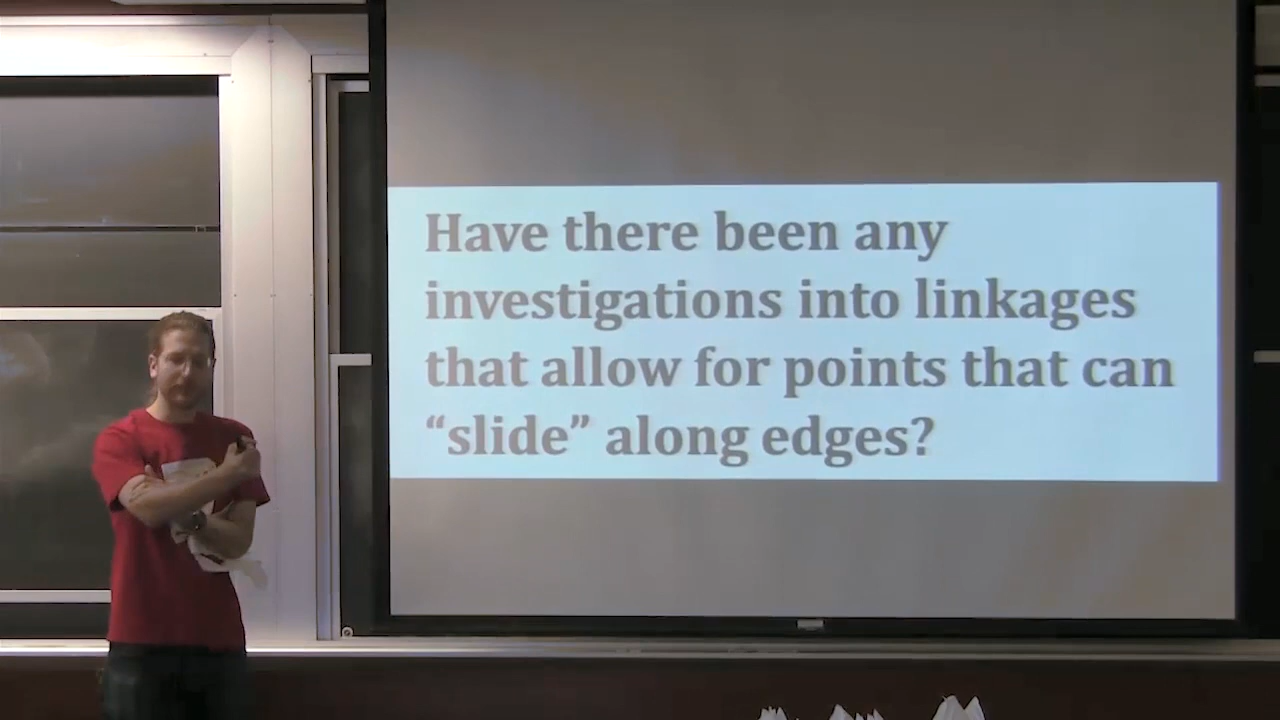 Have there been any
investigations into linkages
that allow for points that can
“slide” along edges?